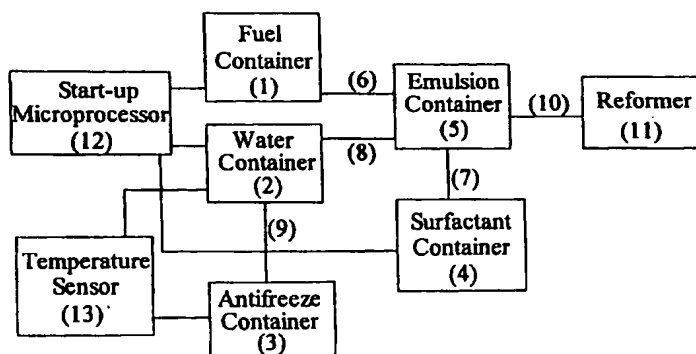 Fuel
Container
(1)
(6)
Start-up
Microprocessor
(12)
Emulsion
Container
(5)
(10)
Reformer
(11)
Water
Container
(2)
(8)
(7)
(9)
Surfactant
Container
(4)
Temperature
Sensor
(13)
Antifreeze
Container
(3)